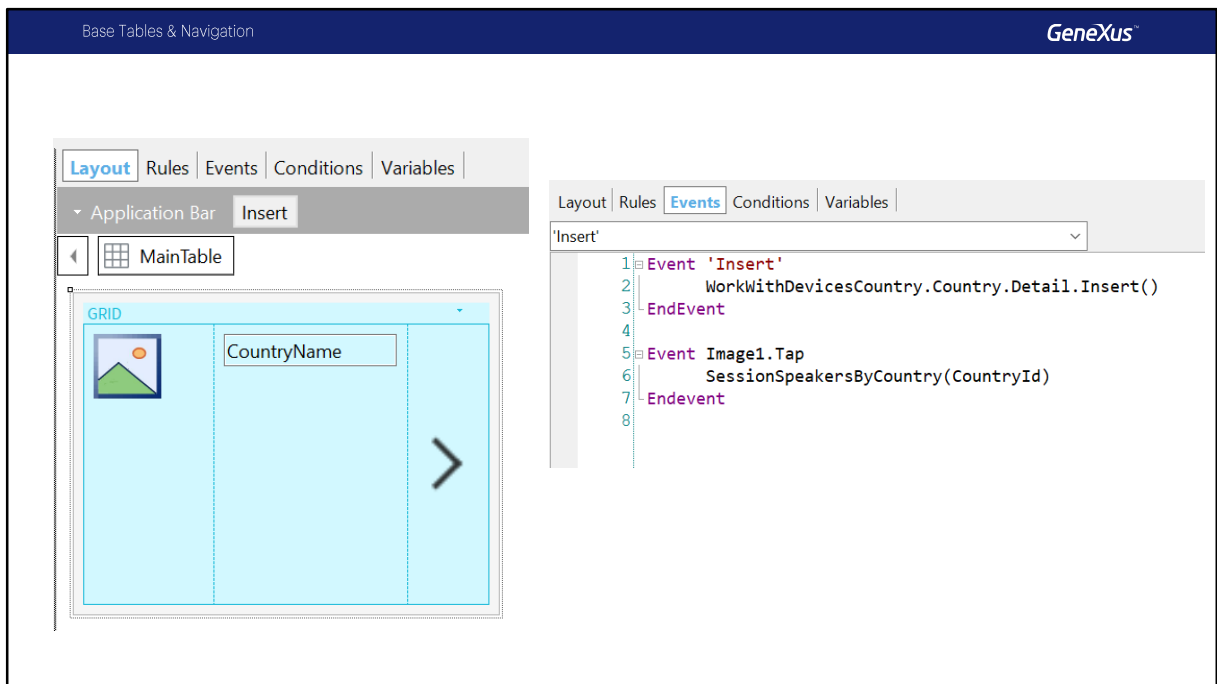 Base Tables & Navigation
GeneXus™
Layout Rules Events Conditions Variables
Application Bar Insert
MainTable
GRID
CountryName
Layout Rules Events Conditions Variables
'Insert'
1 Event 'Insert'
2 WorkWithDevicesCountry.Country.Detail.Insert()
3 EndEvent
4
5 Event Image1.Tap
6 SessionSpeakersByCountry(CountryId)
7 Endevent
8